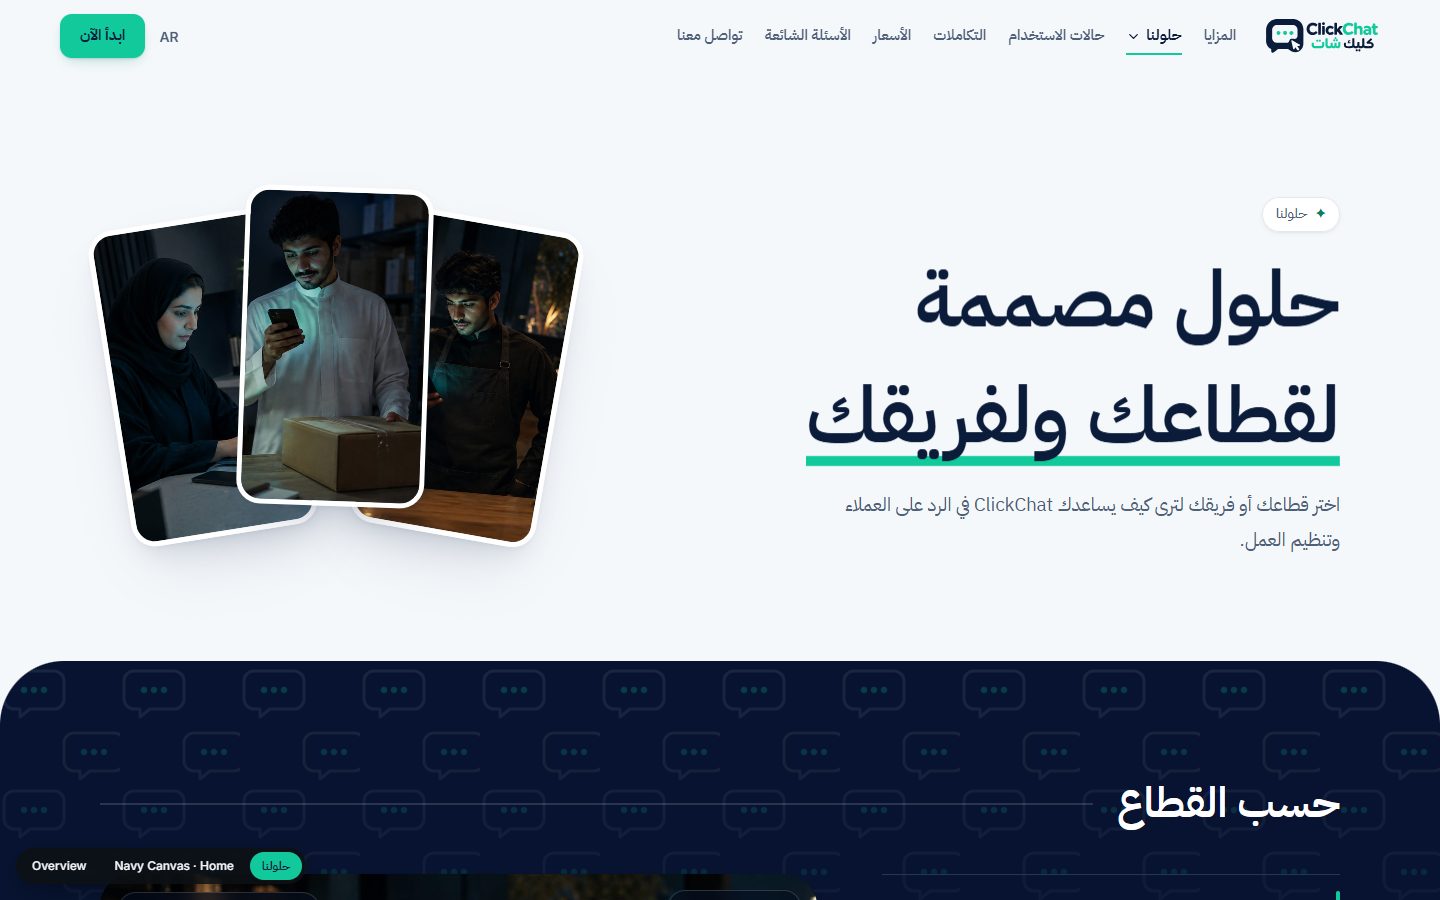 ClickChat
كليك شات
المزايا
حلولنا
حالات الاستخدام
التكاملات
الأسعار
الأسئلة الشائعة
تواصل معنا
AR
ابدأ الآن
حلولنا
حلول مصممة
لقطاعك ولفريقك
اختر قطاعك أو فريقك لترى كيف يساعدك ClickChat في الرد على العملاء
وتنظيم العمل.
حسب القطاع
Overview
Navy Canvas · Home
حلولنا